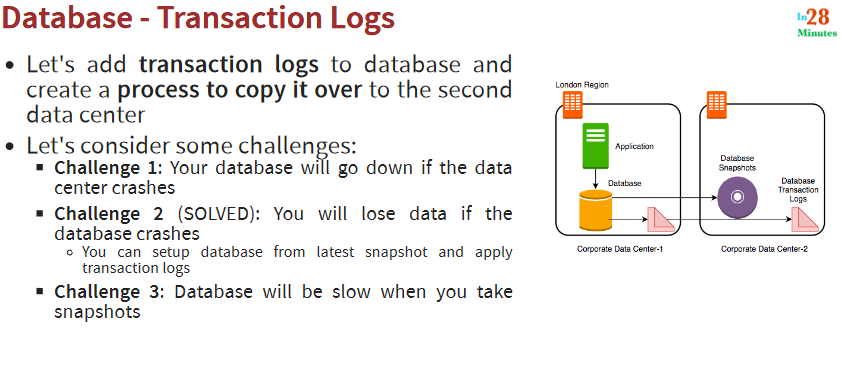 Database - Transaction Logs
In28
Minutes
Let's add transaction logs to database and
create a process to copy it over to the second
data center
Let's consider some challenges:
Challenge 1: Your database will go down if the data
center crashes
Challenge 2 (SOLVED): You will lose data if the
database crashes
You can setup database from latest snapshot and apply
transaction logs
Challenge 3: Database will be slow when you take
snapshots
London Region
Application
Database
Database
Snapshots
Database
Transaction
Logs
Corporate Data Center-1
Corporate Data Center-2